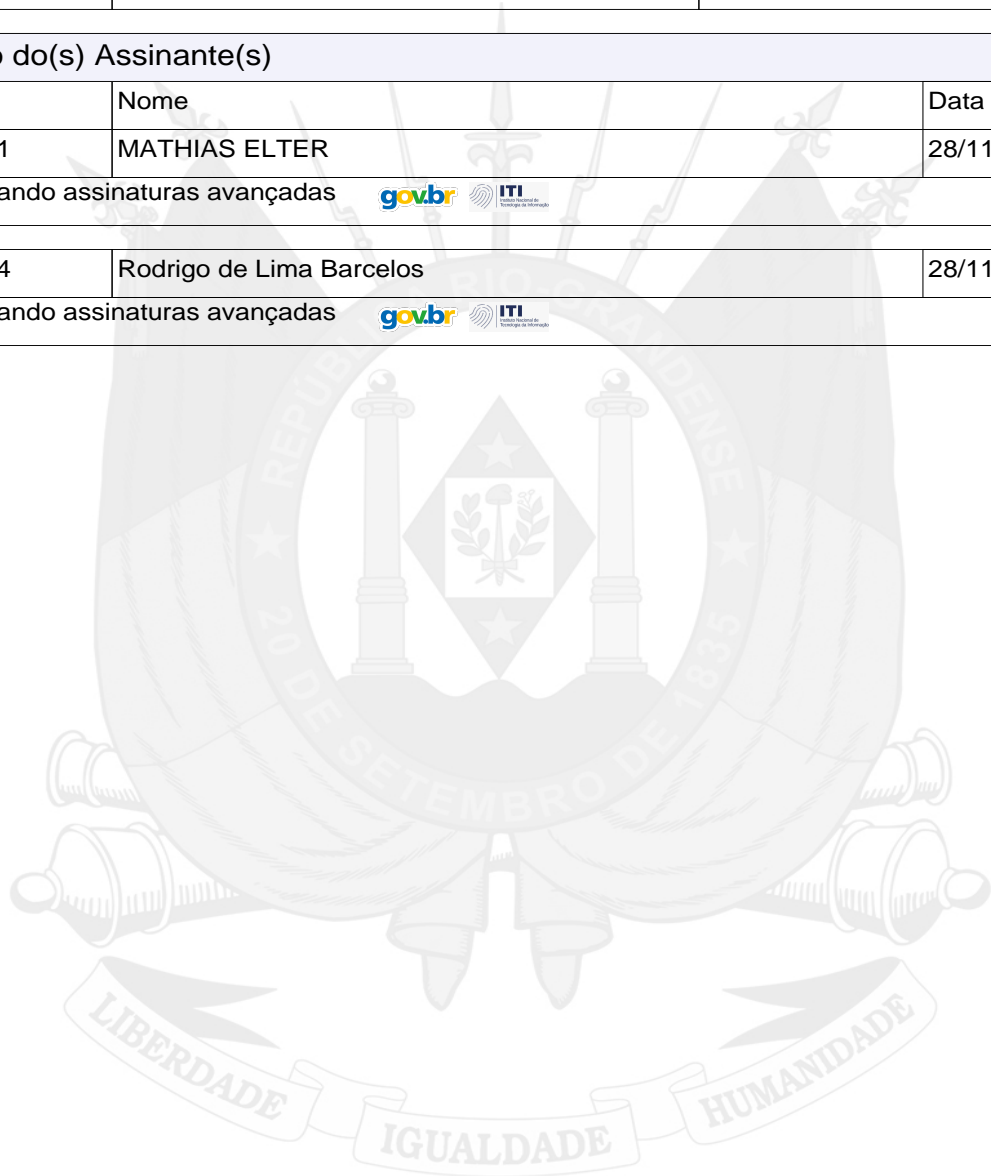 o do(s) Assinante(s)
Nome Data
1 MATHIAS ELTER 28/11
ando assinaturas avançadas gov.br ITI
4 Rodrigo de Lima Barcelos 28/11
ando assinaturas avançadas gov.br ITI
REPÚBLICA RIO-GRANDENSE
20 DE SETEMBRO DE 1835
LIBERDADE IGUALDADE HUMANIDADE